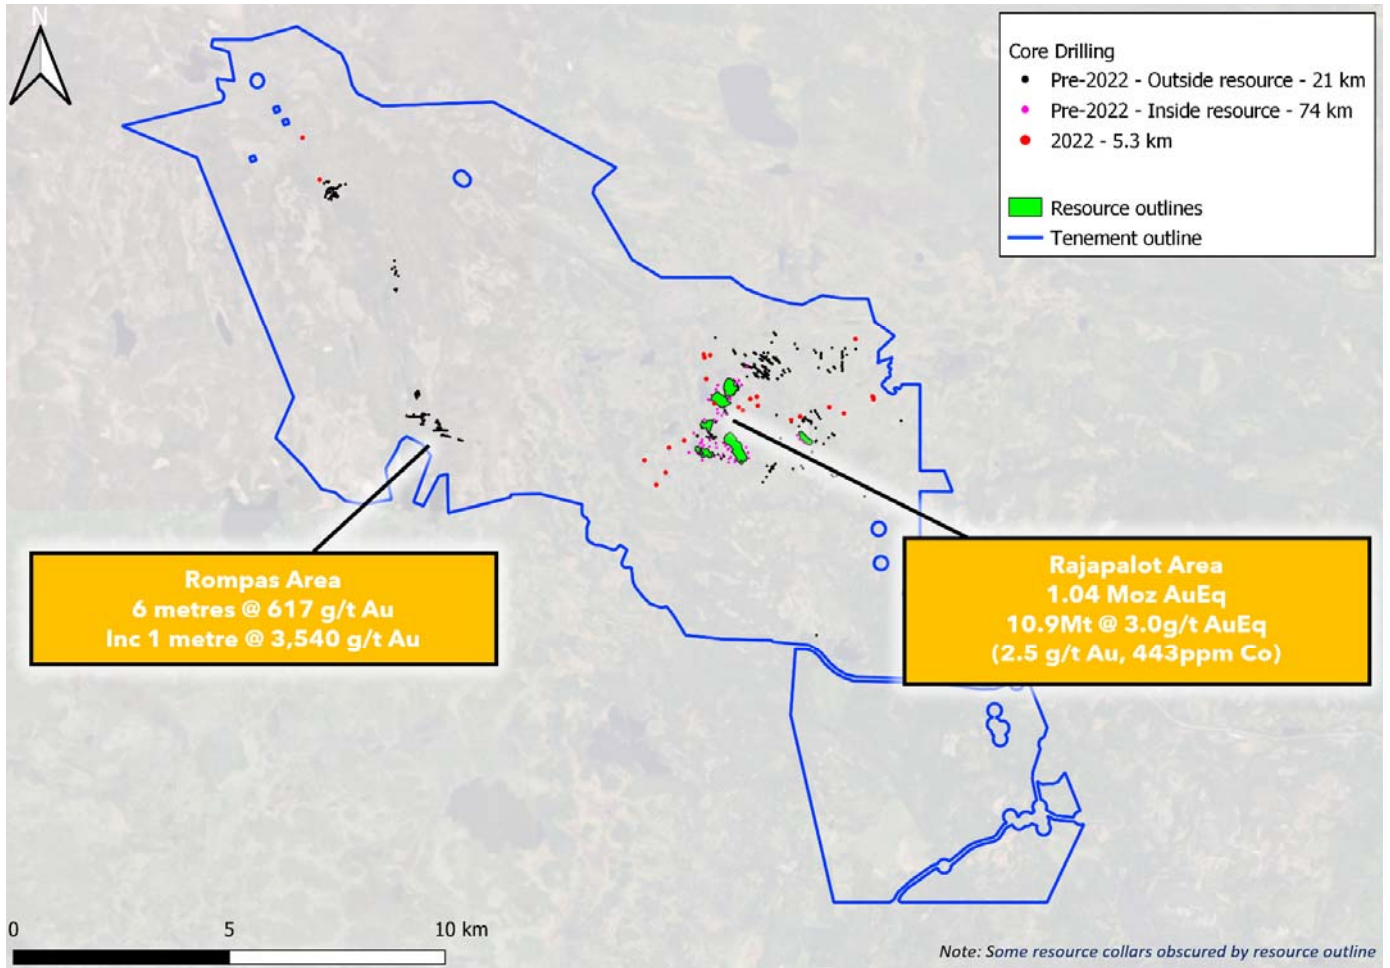 N
Core Drilling
Pre-2022 - Outside resource - 21 km
Pre-2022 - Inside resource - 74 km
2022 - 5.3 km
Resource outlines
Tenement outline
Rompas Area
6 metres @ 617 g/t Au
Inc 1 metre @ 3,540 g/t Au
Rajapalot Area
1.04 Moz AuEq
10.9Mt @ 3.0g/t AuEq
(2.5 g/t Au, 443ppm Co)
0 5 10 km
Note: Some resource collars obscured by resource outline